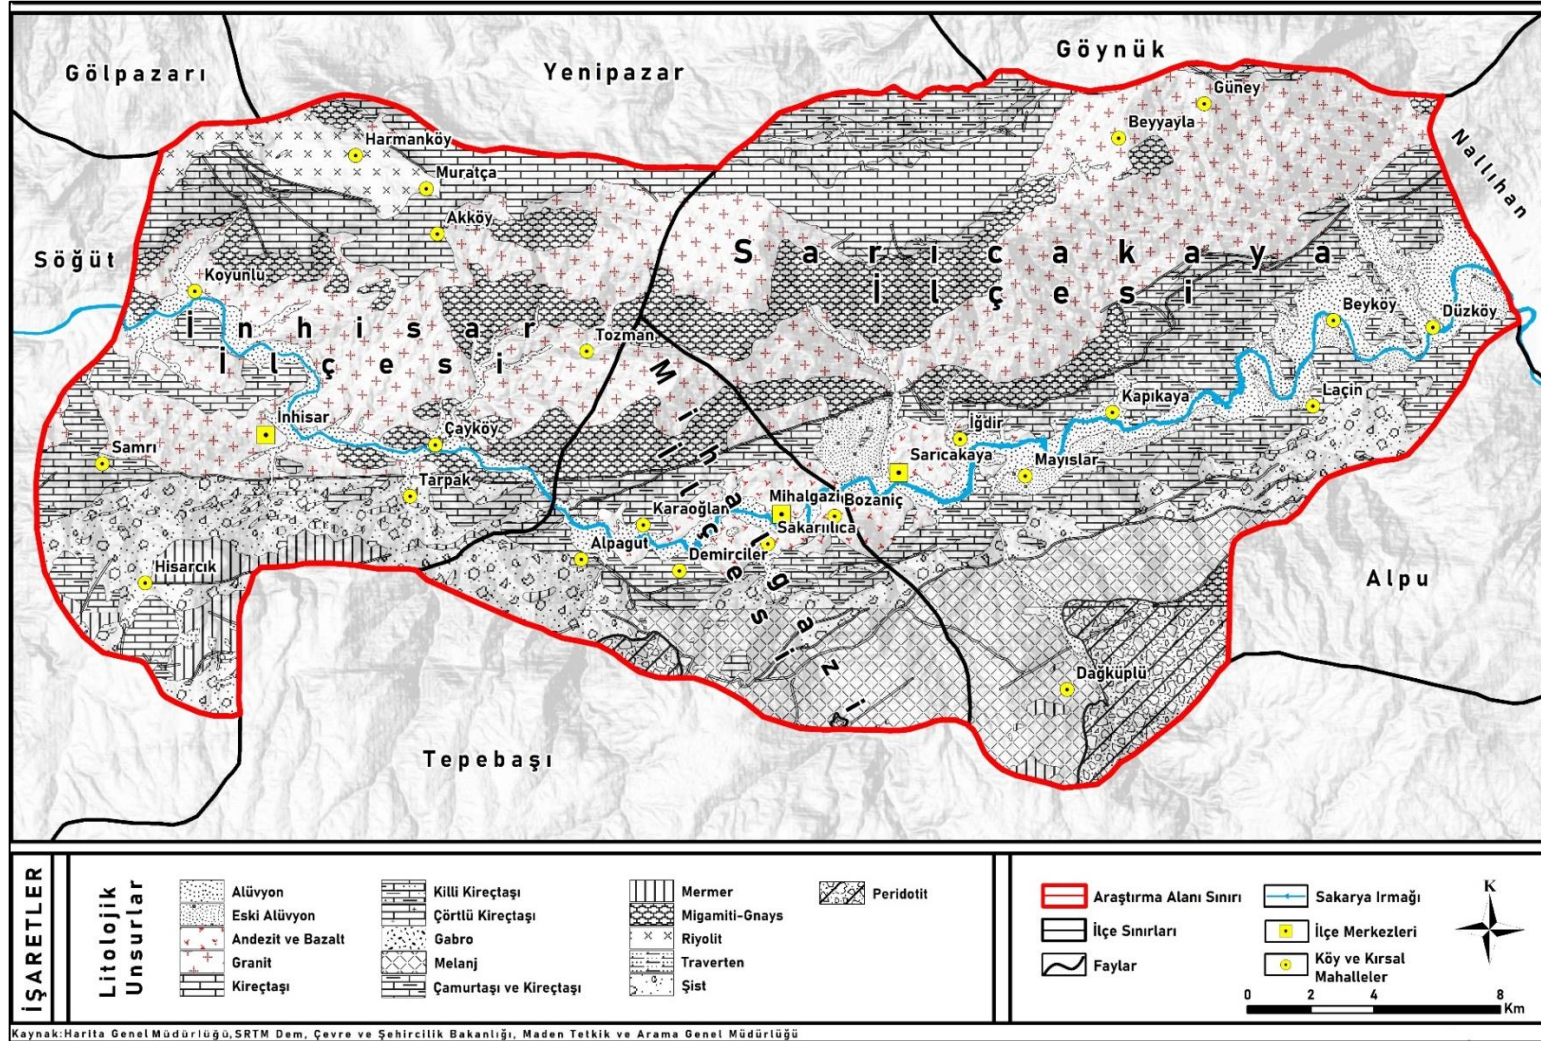 Gölpazarı
Yenipazar
Göynük
Nallıhan
Söğüt
Alpu
Tepebaşı
Sarıcakaya
İlçesi
İnhisar
İlçesi
Mihalgazi
İlçesi
Güney
Beyyayla
Harmanköy
Muratça
Akköy
Koyunlu
Tozman
Beyköy
Düzköy
Laçin
Kapıkaya
İğdir
Mayıslar
Sarıcakaya
İnhisar
Çayköy
Samrı
Tarpak
Karaoğlan
Mihalgazi
Bozaniç
Sakarıılıca
Alpagut
Demirciler
Hisarcık
Dağküplü
İŞARETLER
Litolojik
Unsurlar
Alüvyon
Eski Alüvyon
Andezit ve Bazalt
Granit
Kireçtaşı
Killi Kireçtaşı
Çörtlü Kireçtaşı
Gabro
Melanj
Çamurtaşı ve Kireçtaşı
Mermer
Migamiti-Gnays
Riyolit
Traverten
Şist
Peridotit
Araştırma Alanı Sınırı
İlçe Sınırları
Faylar
Sakarya Irmağı
İlçe Merkezleri
Köy ve Kırsal
Mahalleler
K
0 2 4 8
Km
Kaynak:Harita Genel Müdürlüğü,SRTM Dem, Çevre ve Şehircilik Bakanlığı, Maden Tetkik ve Arama Genel Müdürlüğü